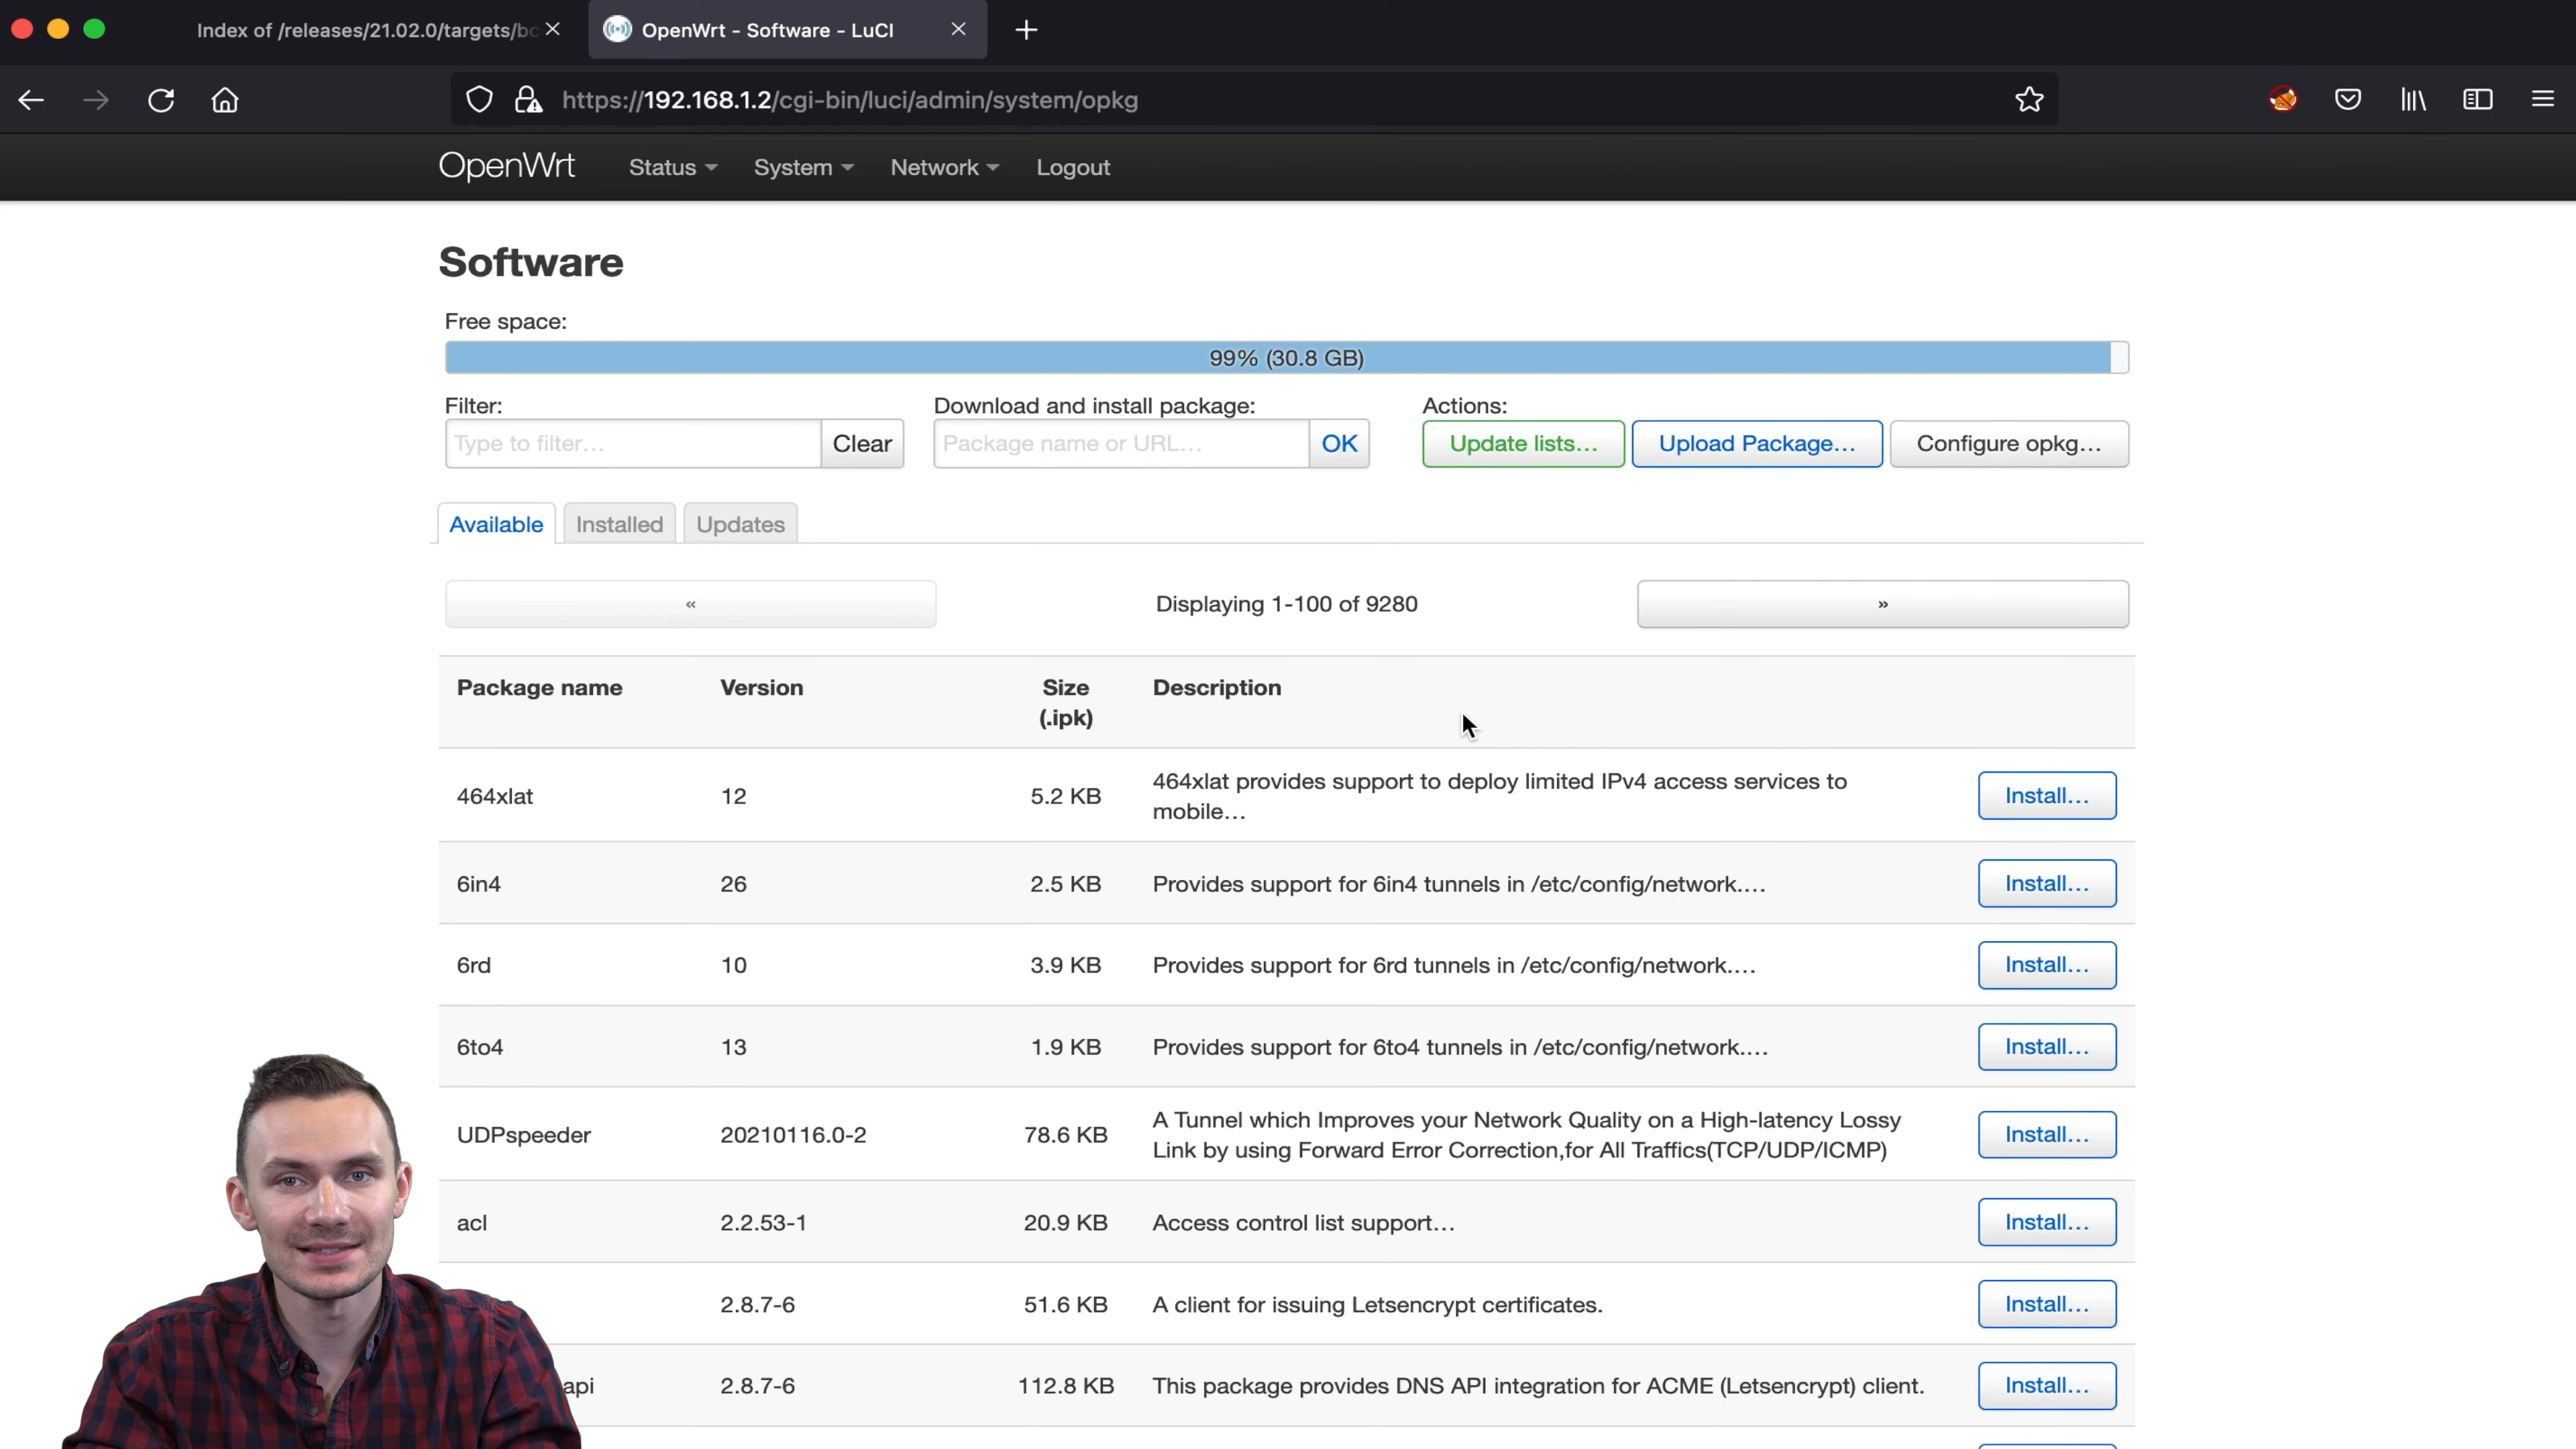 Index of /releases/21.02.0/targets/bc
OpenWrt - Software - LuCI
https://192.168.1.2/cgi-bin/luci/admin/system/opkg
OpenWrt Status System Network Logout
Software
Free space:
99% (30.8 GB)
Filter: Download and install package: Actions:
Type to filter… Clear Package name or URL… OK Update lists… Upload Package… Configure opkg…
Available Installed Updates
« Displaying 1-100 of 9280 »
Package name Version Size (.ipk) Description
464xlat 12 5.2 KB 464xlat provides support to deploy limited IPv4 access services to mobile… Install…
6in4 26 2.5 KB Provides support for 6in4 tunnels in /etc/config/network.… Install…
6rd 10 3.9 KB Provides support for 6rd tunnels in /etc/config/network.… Install…
6to4 13 1.9 KB Provides support for 6to4 tunnels in /etc/config/network.… Install…
UDPspeeder 20210116.0-2 78.6 KB A Tunnel which Improves your Network Quality on a High-latency Lossy Link by using Forward Error Correction,for All Traffics(TCP/UDP/ICMP) Install…
acl 2.2.53-1 20.9 KB Access control list support… Install…
2.8.7-6 51.6 KB A client for issuing Letsencrypt certificates. Install…
api 2.8.7-6 112.8 KB This package provides DNS API integration for ACME (Letsencrypt) client. Install…